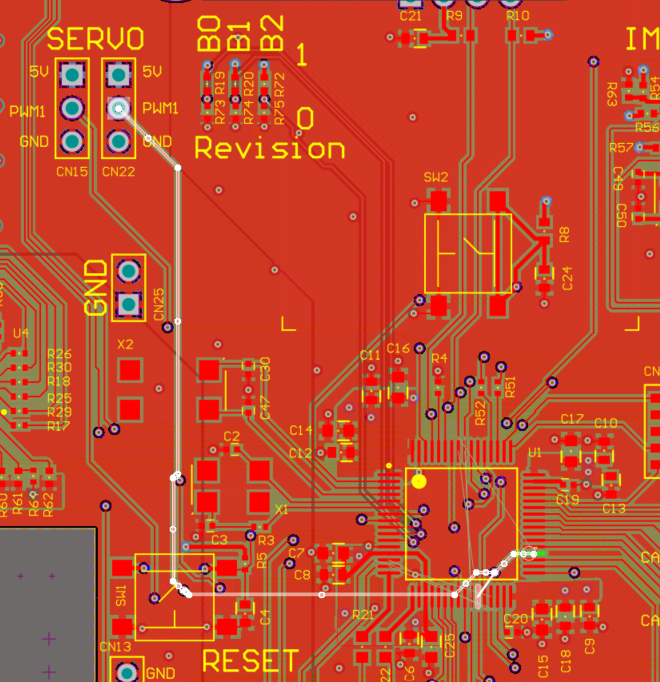 C21
R9
R10
SERVO
B0
B1
B2
1
IM
5V
5V
R19
R20
R72
R63
R54
PWM1
PWM1
R73
R74
R75
0
R56
GND
GND
Revision
R57
CN15
CN22
SW2
C49
C50
R8
GND
CN25
C24
U4
X2
R26
R30
R18
R25
R29
R17
C30
C47
C11
C16
R4
R51
R52
CN
C14
C12
C2
C17
C10
U1
X1
C19
C13
R60
R61
R62
C3
R3
R5
C7
C8
CA
SW1
C4
R21
C20
C25
C6
C15
C18
C9
CA
CN13
RESET
GND